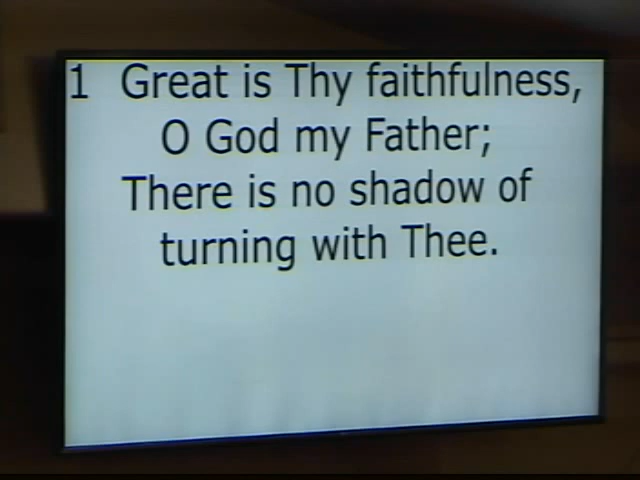 1 Great is Thy faithfulness,
O God my Father;
There is no shadow of
turning with Thee.